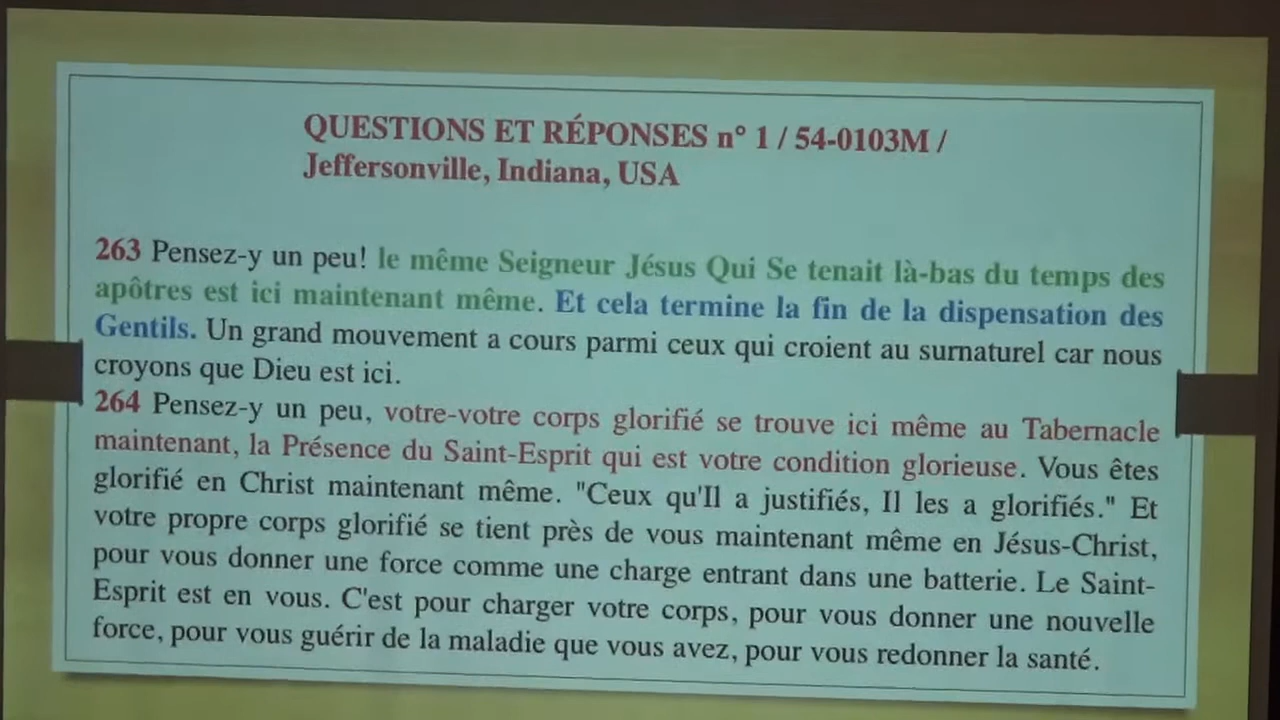 QUESTIONS ET RÉPONSES n° 1 / 54-0103M /
Jeffersonville, Indiana, USA
263 Pensez-y un peu! le même Seigneur Jésus Qui Se tenait là-bas du temps des
apôtres est ici maintenant même. Et cela termine la fin de la dispensation des
Gentils. Un grand mouvement a cours parmi ceux qui croient au surnaturel car nous
croyons que Dieu est ici.
264 Pensez-y un peu, votre-votre corps glorifié se trouve ici même au Tabernacle
maintenant, la Présence du Saint-Esprit qui est votre condition glorieuse. Vous êtes
glorifié en Christ maintenant même. "Ceux qu'Il a justifiés, Il les a glorifiés." Et
votre propre corps glorifié se tient près de vous maintenant même en Jésus-Christ,
pour vous donner une force comme une charge entrant dans une batterie. Le Saint-
Esprit est en vous. C'est pour charger votre corps, pour vous donner une nouvelle
force, pour vous guérir de la maladie que vous avez, pour vous redonner la santé.